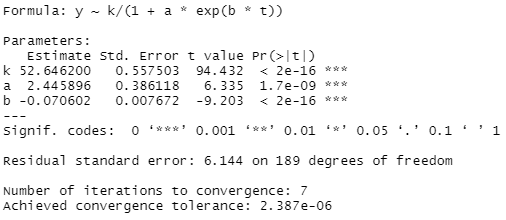 Formula: y ~ k/(1 + a * exp(b * t))
Parameters:
Estimate Std. Error t value Pr(>|t|)
k 52.646200 0.557503 94.432 < 2e-16 ***
a 2.445896 0.386118 6.335 1.7e-09 ***
b -0.070602 0.007672 -9.203 < 2e-16 ***
---
Signif. codes: 0 ‘***’ 0.001 ‘**’ 0.01 ‘*’ 0.05 ‘.’ 0.1 ‘ ’ 1
Residual standard error: 6.144 on 189 degrees of freedom
Number of iterations to convergence: 7
Achieved convergence tolerance: 2.387e-06